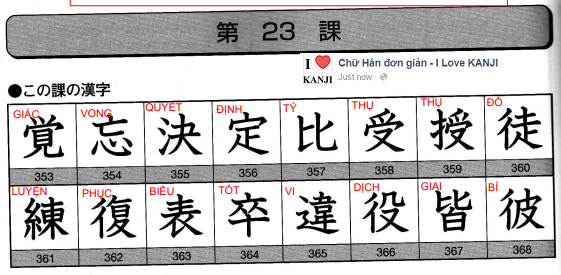 第 23 課
I ❤ KANJI
Chữ Hán đơn giản - I Love KANJI
Just now
●この課の漢字
GIÁC VONG QUYẾT ĐỊNH TỶ THỤ THỤ ĐỒ
覚 忘 決 定 比 受 授 徒
353 354 355 356 357 358 359 360
LUYỆN PHỤC BIỂU TỐT VI DỊCH GIAI BỈ
練 復 表 卒 違 役 皆 彼
361 362 363 364 365 366 367 368